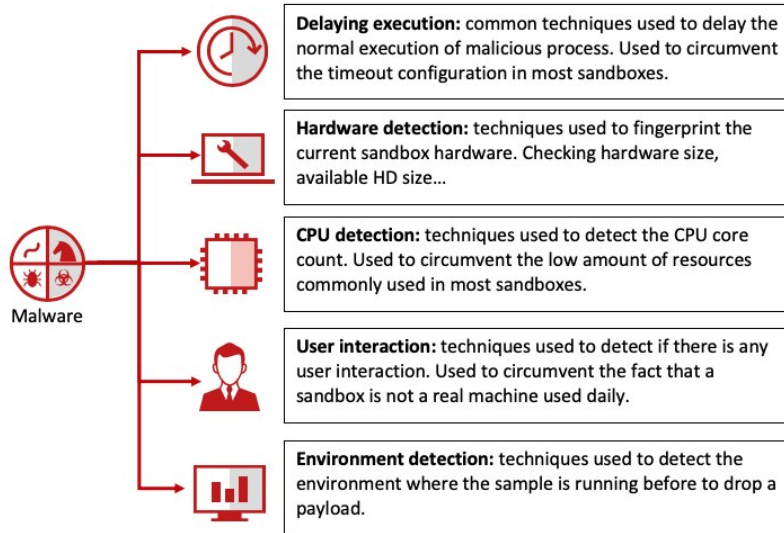 Delaying execution: common techniques used to delay the
normal execution of malicious process. Used to circumvent
the timeout configuration in most sandboxes.
Hardware detection: techniques used to fingerprint the
current sandbox hardware. Checking hardware size,
available HD size…
CPU detection: techniques used to detect the CPU core
count. Used to circumvent the low amount of resources
commonly used in most sandboxes.
Malware
User interaction: techniques used to detect if there is any
user interaction. Used to circumvent the fact that a
sandbox is not a real machine used daily.
Environment detection: techniques used to detect the
environment where the sample is running before to drop a
payload.